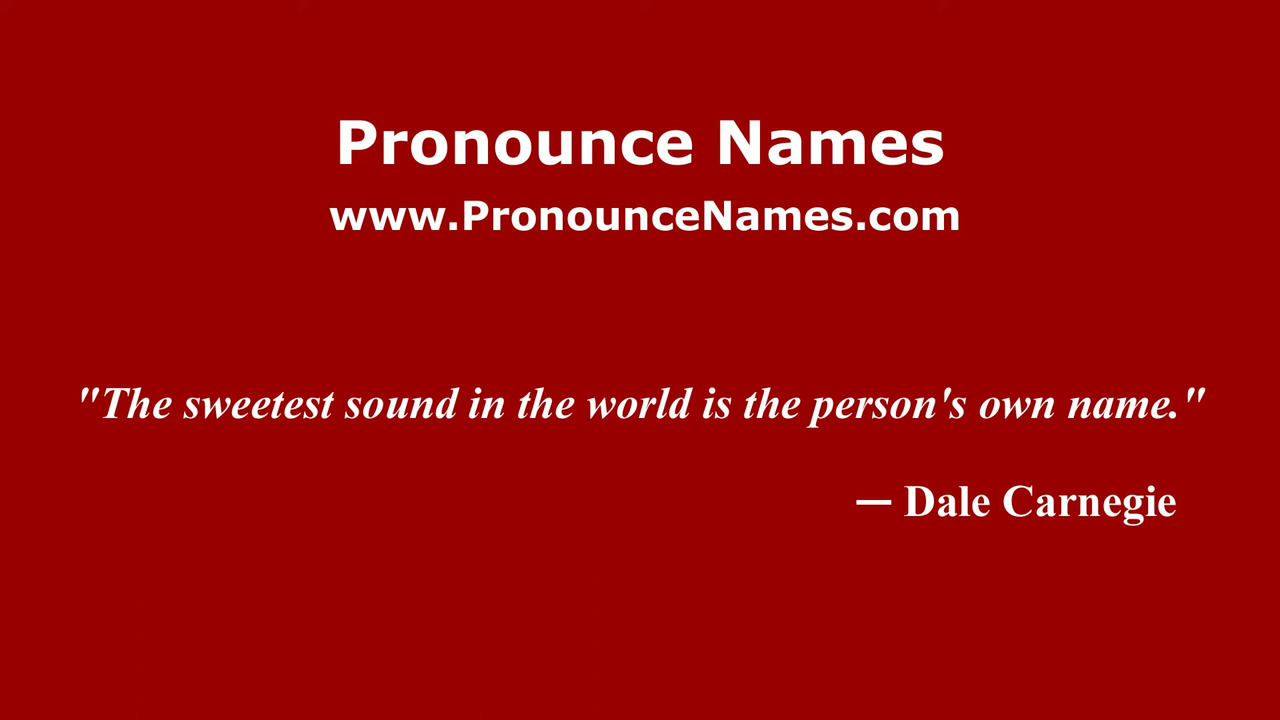 Pronounce Names
www.PronounceNames.com
"The sweetest sound in the world is the person's own name."
— Dale Carnegie